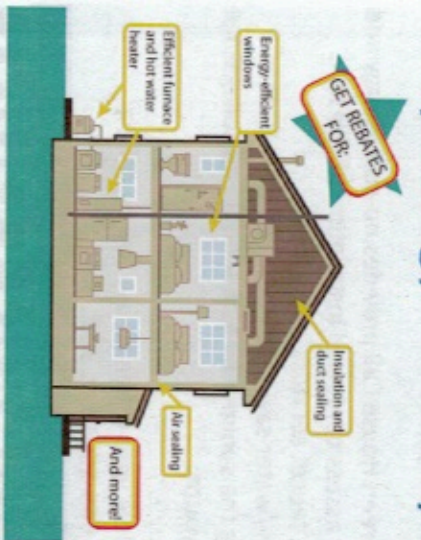 GET REBATES
FOR:
Energy-efficient
windows
Efficient furnace
and hot water
heater
Insulation and
duct sealing
Air sealing
And more!